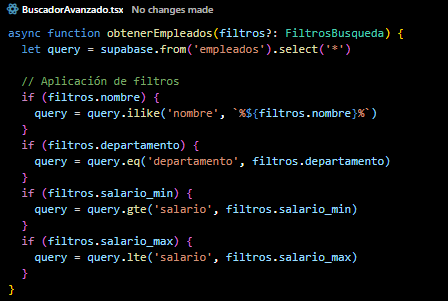 BuscadorAvanzado.tsx No changes made
async function obtenerEmpleados(filtros?: FiltrosBusqueda) {
  let query = supabase.from('empleados').select('*')

  // Aplicación de filtros
  if (filtros.nombre) {
    query = query.ilike('nombre', `%${filtros.nombre}%`)
  }
  if (filtros.departamento) {
    query = query.eq('departamento', filtros.departamento)
  }
  if (filtros.salario_min) {
    query = query.gte('salario', filtros.salario_min)
  }
  if (filtros.salario_max) {
    query = query.lte('salario', filtros.salario_max)
  }
}